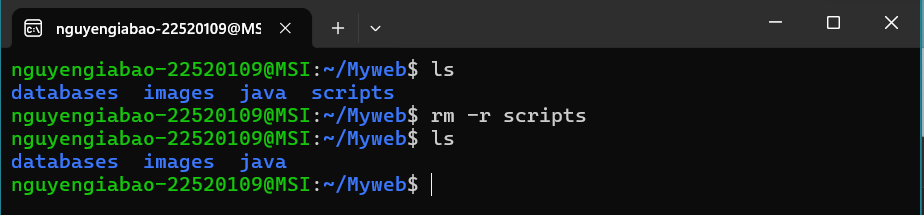 nguyengiabao-22520109@MS
nguyengiabao-22520109@MSI:~/Myweb$ ls
databases  images  java  scripts
nguyengiabao-22520109@MSI:~/Myweb$ rm -r scripts
nguyengiabao-22520109@MSI:~/Myweb$ ls
databases  images  java
nguyengiabao-22520109@MSI:~/Myweb$